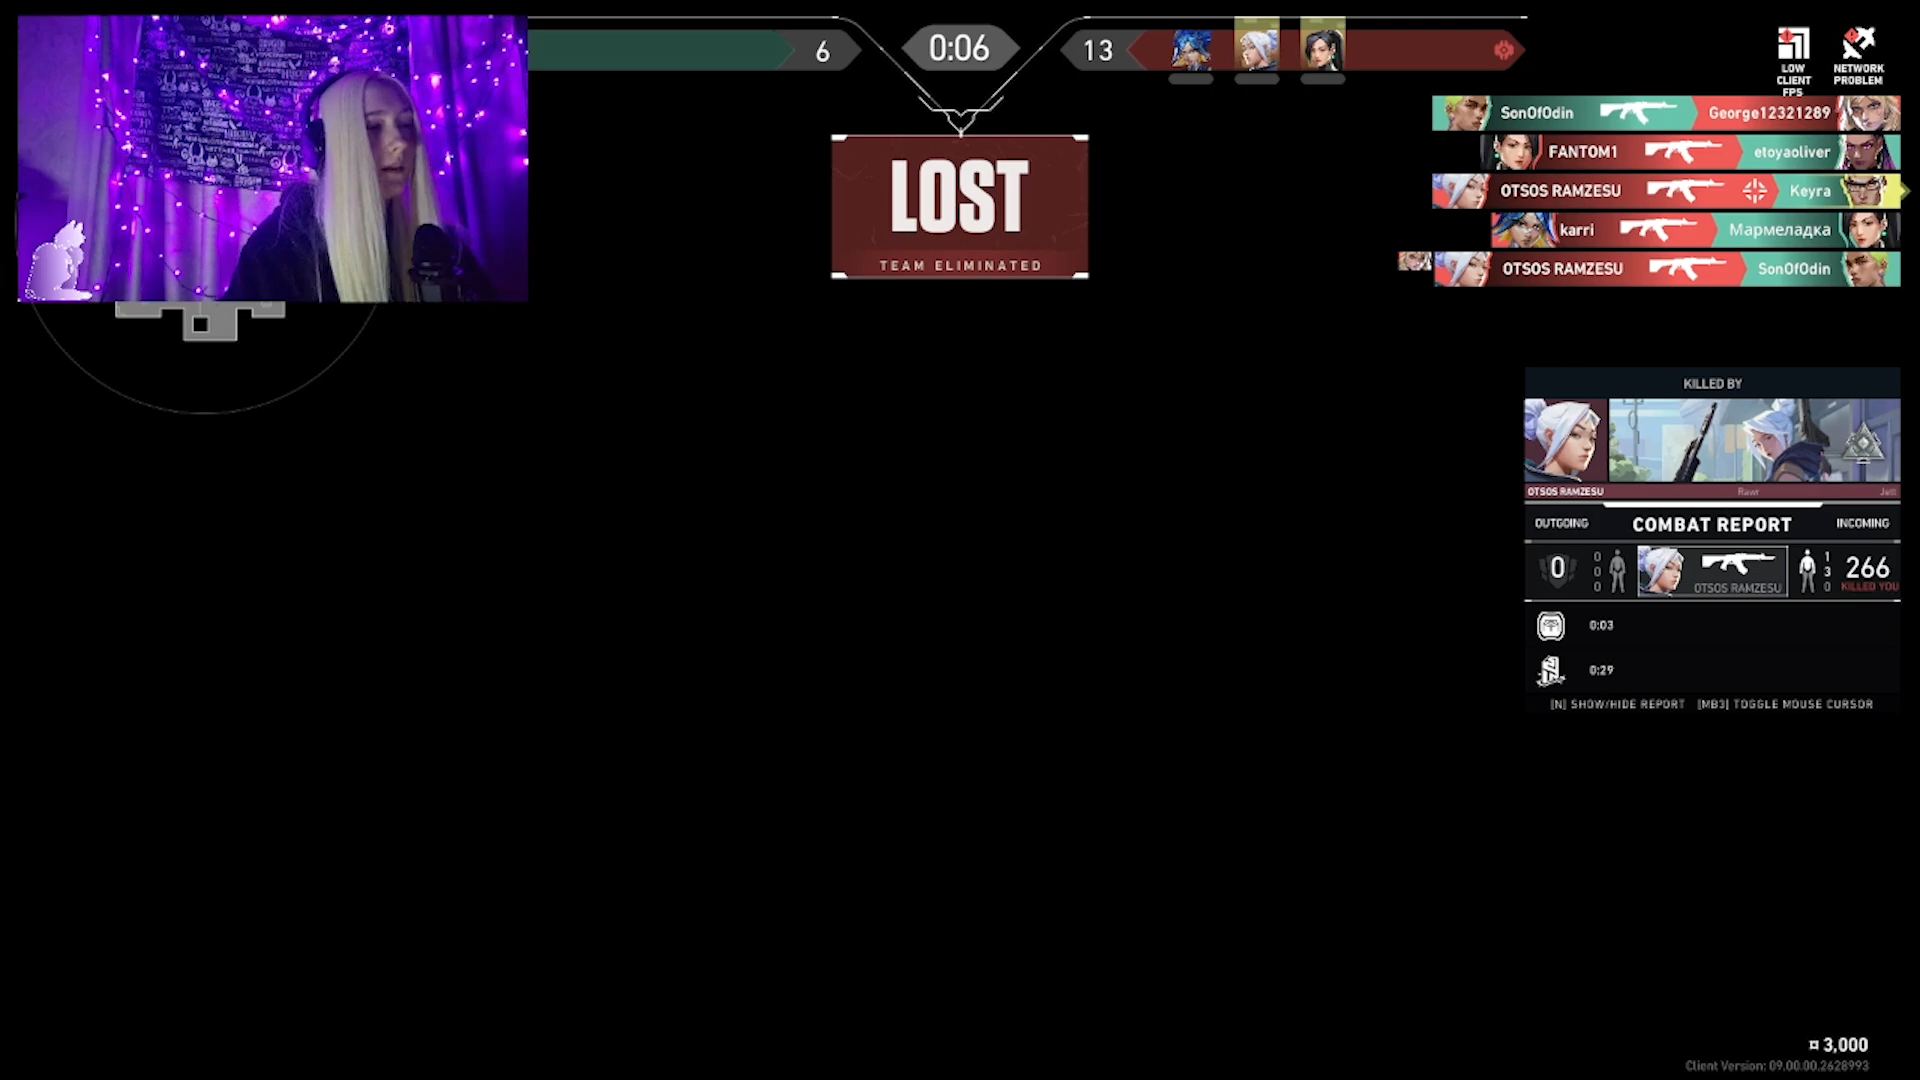 6
0:06
13
LOW
CLIENT
FPS
NETWORK
PROBLEM
LOST
TEAM ELIMINATED
SonOfOdin George12321289
FANTOM1 etoyaoliver
OTSOS RAMZESU Keyra
karri Мармеладка
OTSOS RAMZESU SonOfOdin
KILLED BY
OTSOS RAMZESU Rawr Jett
OUTGOING COMBAT REPORT INCOMING
0 0 0 0 OTSOS RAMZESU 1 3 0 266 KILLED YOU
0:03
0:29
[N] SHOW/HIDE REPORT [MB3] TOGGLE MOUSE CURSOR
¤ 3,000
Client Version: 09.00.00.2628993